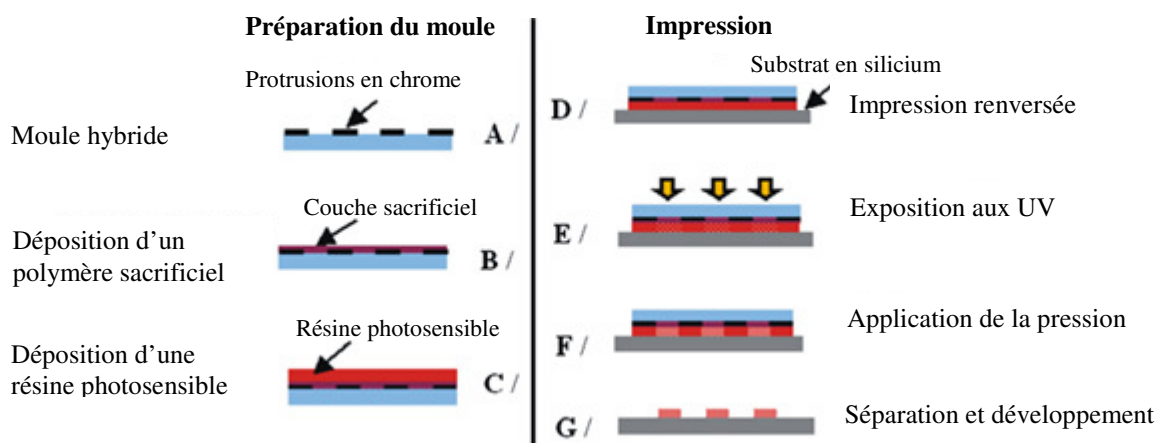 Préparation du moule
Protrusions en chrome
Moule hybride
A /
Couche sacrificiel
Déposition d’un
polymère sacrificiel
B /
Résine photosensible
Déposition d’une
résine photosensible
C /
Impression
Substrat en silicium
D /
Impression renversée
E /
Exposition aux UV
F /
Application de la pression
G /
Séparation et développement